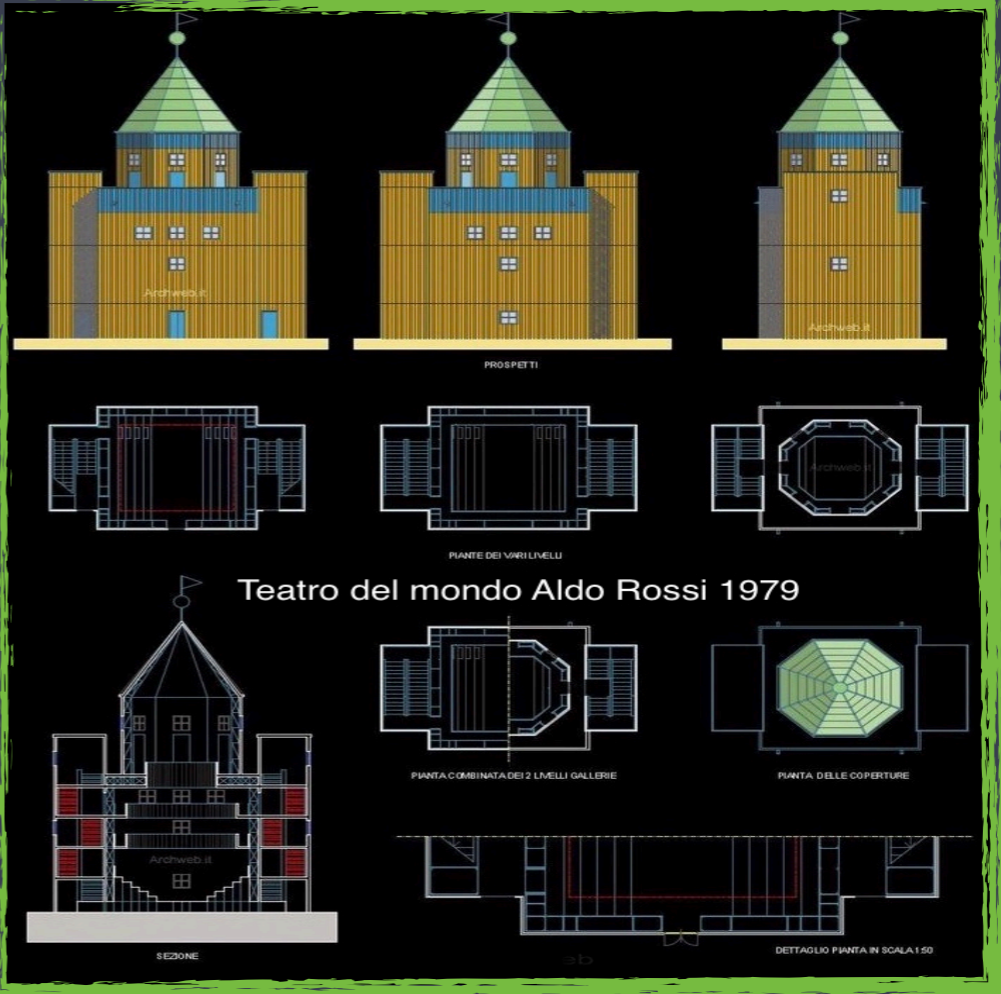 Archweb.it
Archweb.it
PROSPETTI
Archweb.it
PIANTE DEI VARI LIVELLI
Teatro del mondo Aldo Rossi 1979
PIANTA COMBINATA DEI 2 LIVELLI GALLERIE
PIANTA DELLE COPERTURE
Archweb.it
DETTAGLIO PIANTA IN SCALA 1:50
SEZIONE